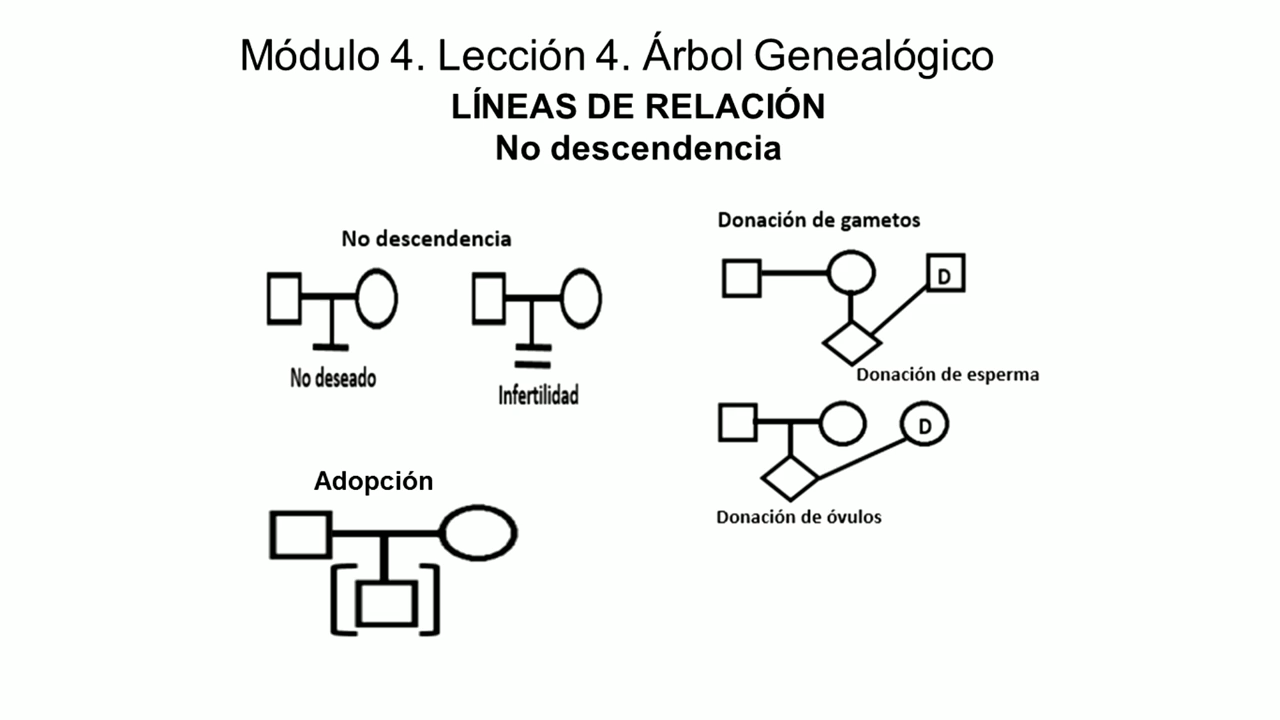 Módulo 4. Lección 4. Árbol Genealógico
LÍNEAS DE RELACIÓN
No descendencia
No descendencia
No deseado
Infertilidad
Adopción
Donación de gametos
D
Donación de esperma
D
Donación de óvulos